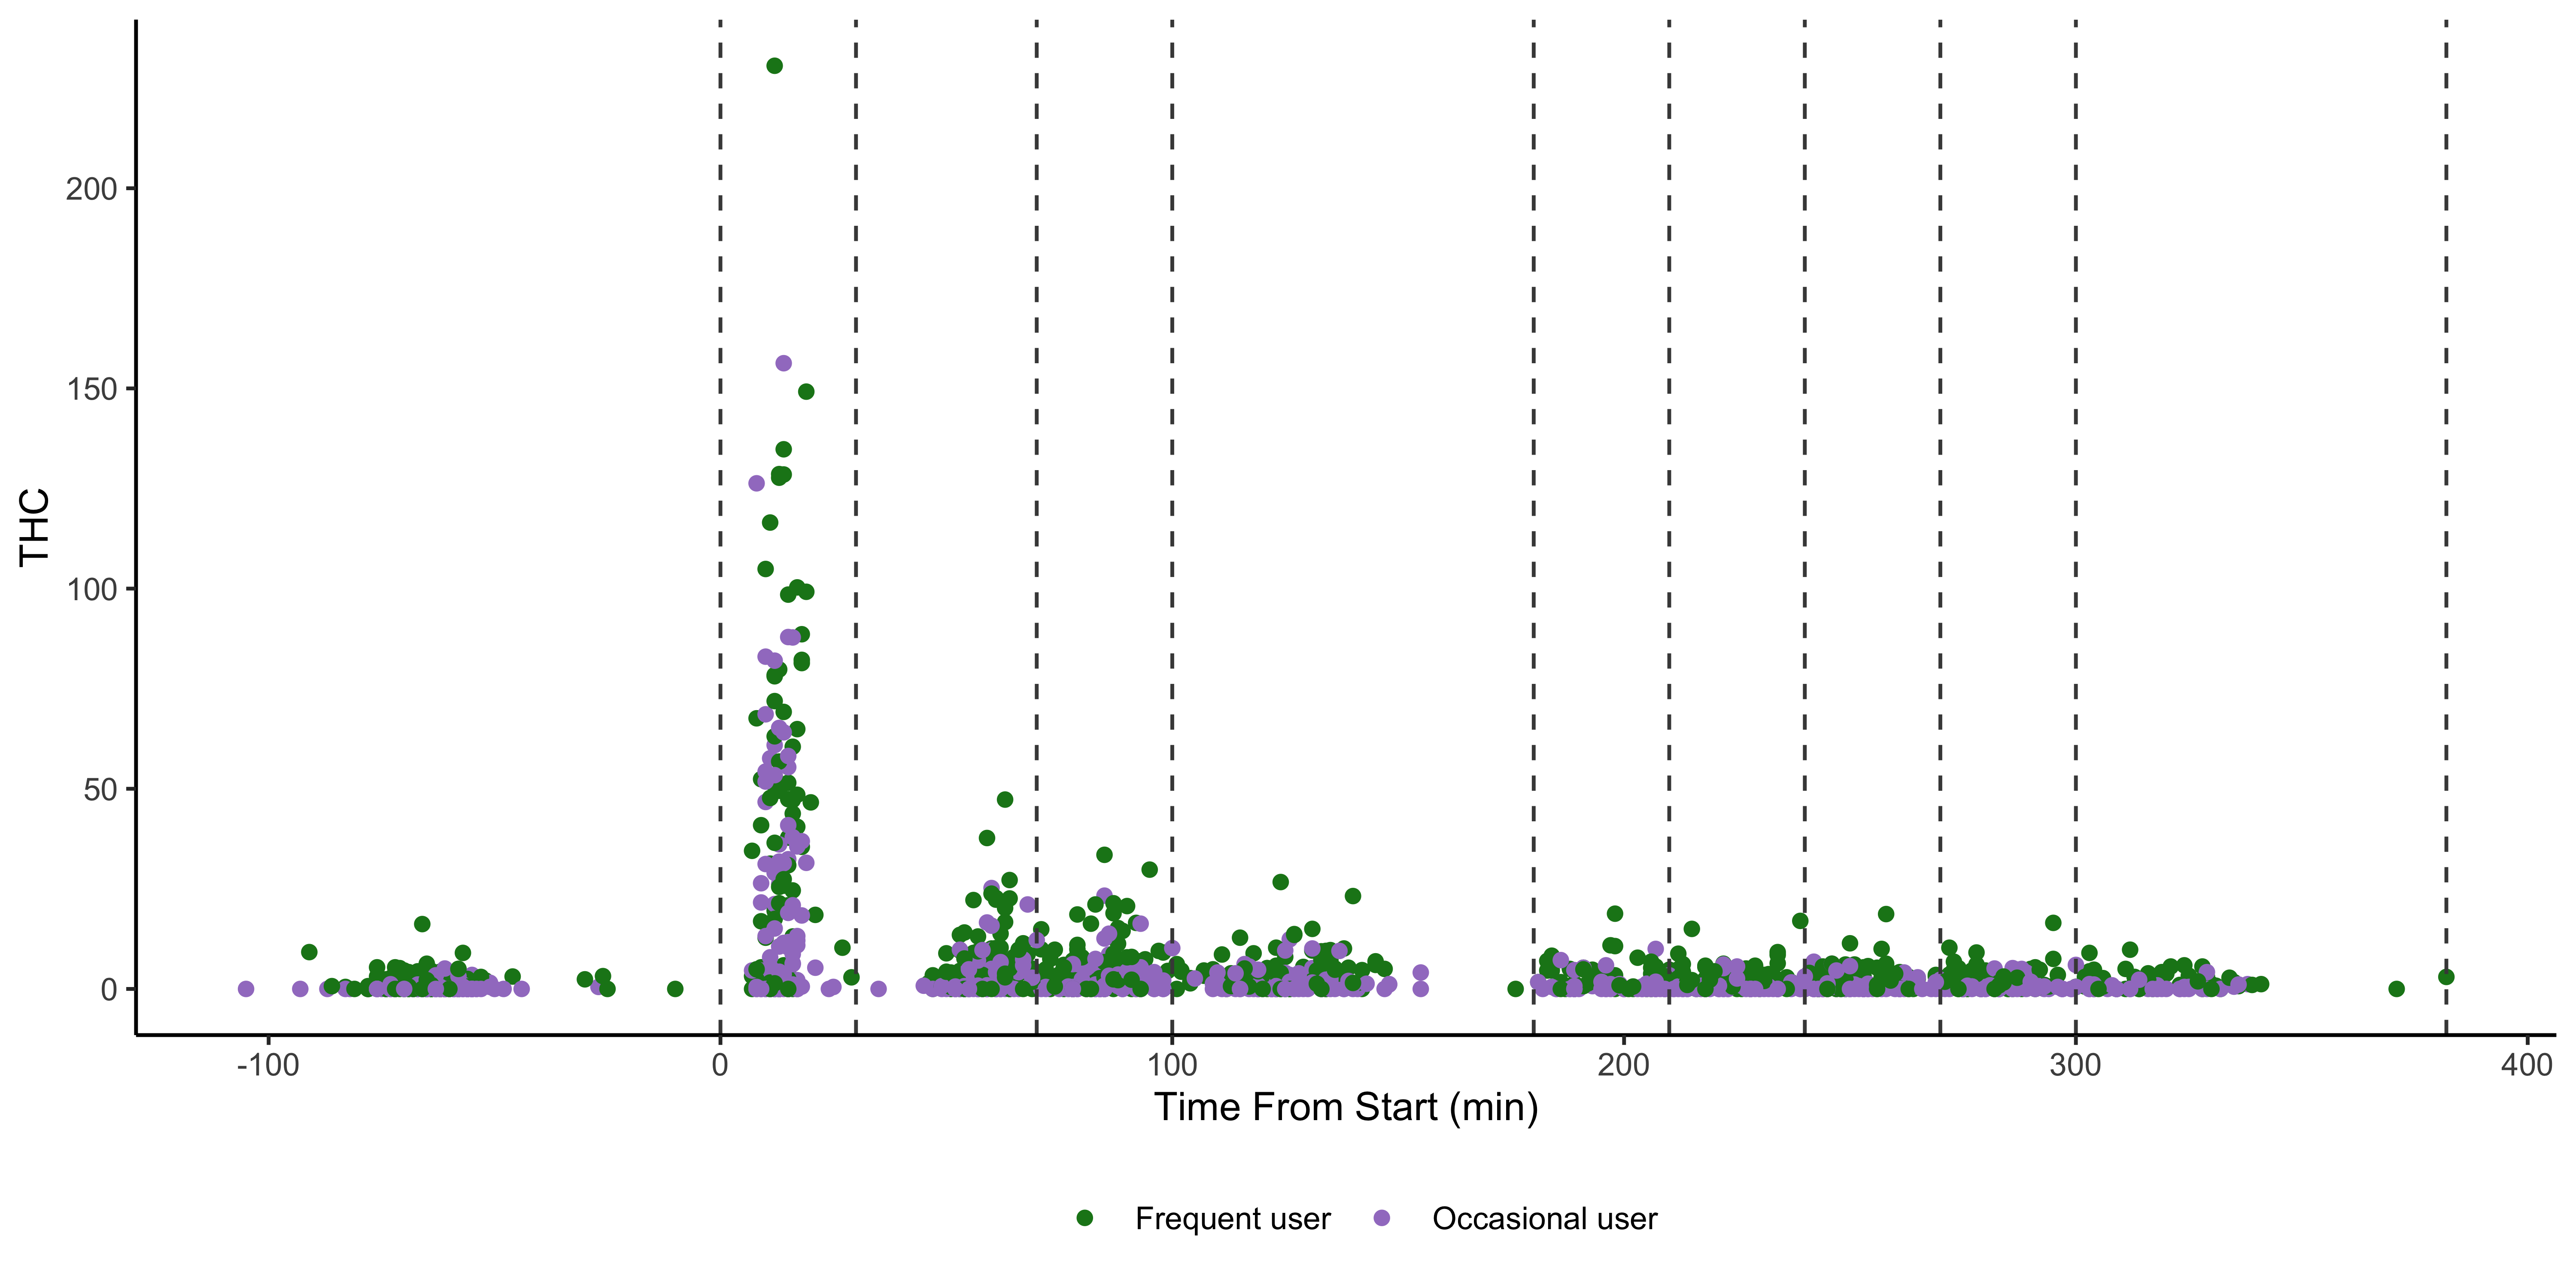 THC
200
150
100
50
0
-100 0 100 200 300 400
Time From Start (min)
Frequent user Occasional user